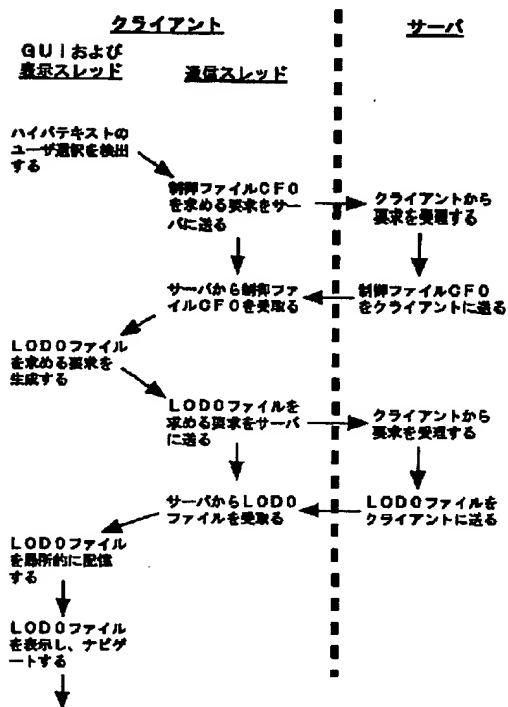 クライアント
サーバ
GUIおよび
表示スレッド
通信スレッド
ハイパテキストの
ユーザ選択を検出
する
制御ファイルCF0
を求める要求をサー
バに送る
クライアントから
要求を受理する
サーバから制御ファ
イルCF0を受取る
制御ファイルCF0
をクライアントに送る
LOD0ファイル
を求める要求を
生成する
LOD0ファイルを
求める要求をサーバ
に送る
クライアントから
要求を受理する
サーバからLOD0
ファイルを受取る
LOD0ファイルを
クライアントに送る
LOD0ファイル
を局所的に配信
する
LOD0ファイル
を表示し、ナビゲ
ートする